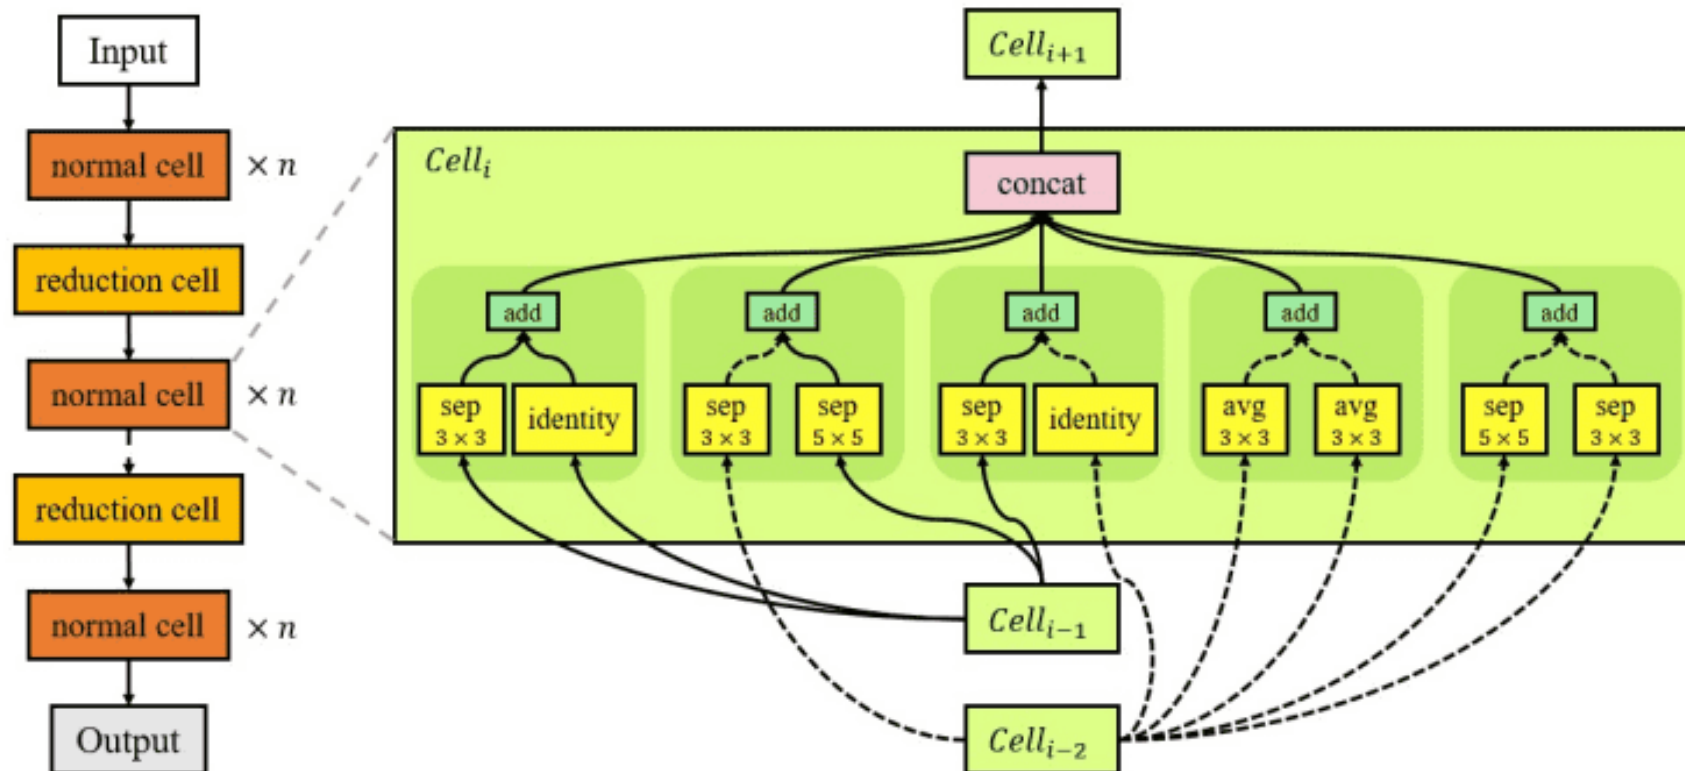 Input
normal cell × n
reduction cell
normal cell × n
reduction cell
normal cell × n
Output
Cell_{i+1}
Cell_i
concat
add add add add add
sep identity sep sep sep identity avg avg sep sep
3 × 3 3 × 3 5 × 5 3 × 3 3 × 3 3 × 3 5 × 5 3 × 3
Cell_{i−1}
Cell_{i−2}